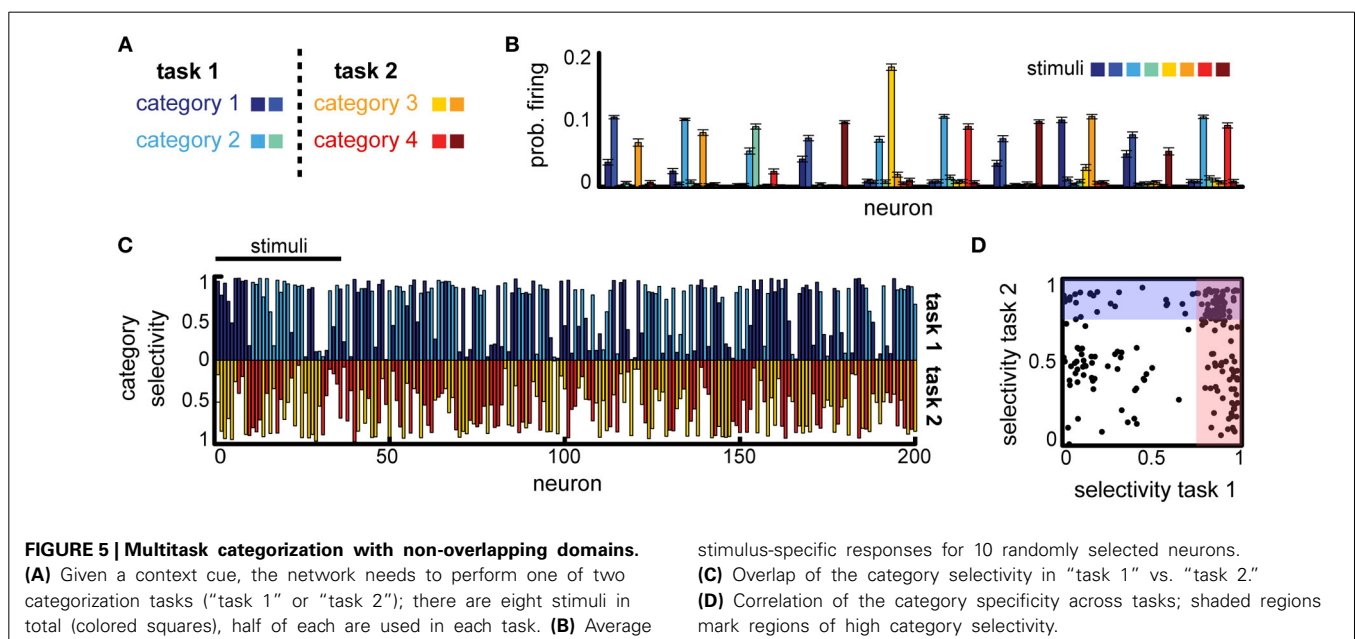 A
task 1
task 2
category 1
category 3
category 2
category 4
B
prob. firing
0.2
0.1
0
stimuli
neuron
C
stimuli
category
selectivity
1
0.5
0
0.5
1
task 1
task 2
0
50
100
150
200
neuron
D
selectivity task 2
1
0.5
0
0
0.5
1
selectivity task 1
FIGURE 5 | Multitask categorization with non-overlapping domains.
(A) Given a context cue, the network needs to perform one of two
categorization tasks (“task 1” or “task 2”); there are eight stimuli in
total (colored squares), half of each are used in each task. (B) Average
stimulus-specific responses for 10 randomly selected neurons.
(C) Overlap of the category selectivity in “task 1” vs. “task 2.”
(D) Correlation of the category specificity across tasks; shaded regions
mark regions of high category selectivity.